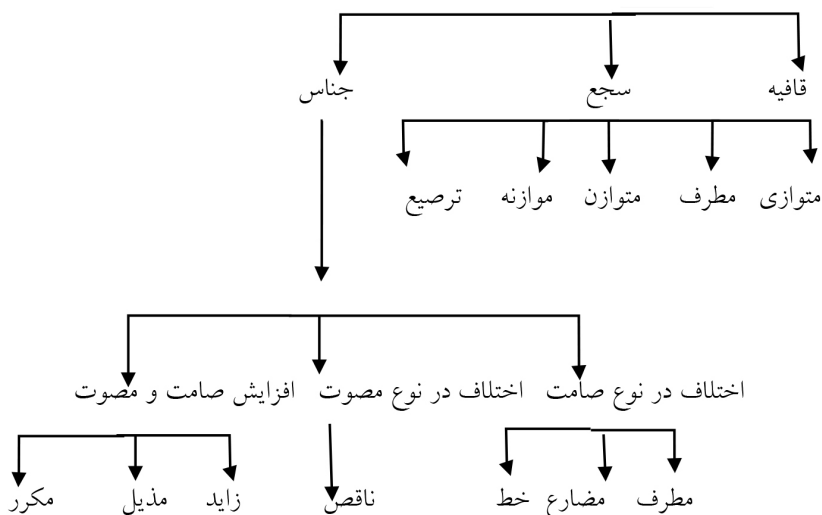 قافیه سجع جناس
متوازی مطرف متوازن موازنه ترصیع
اختلاف در نوع صامت اختلاف در نوع مصوت افزایش صامت و مصوت
مطرف مضارع خط ناقص زاید مذیل مکرر